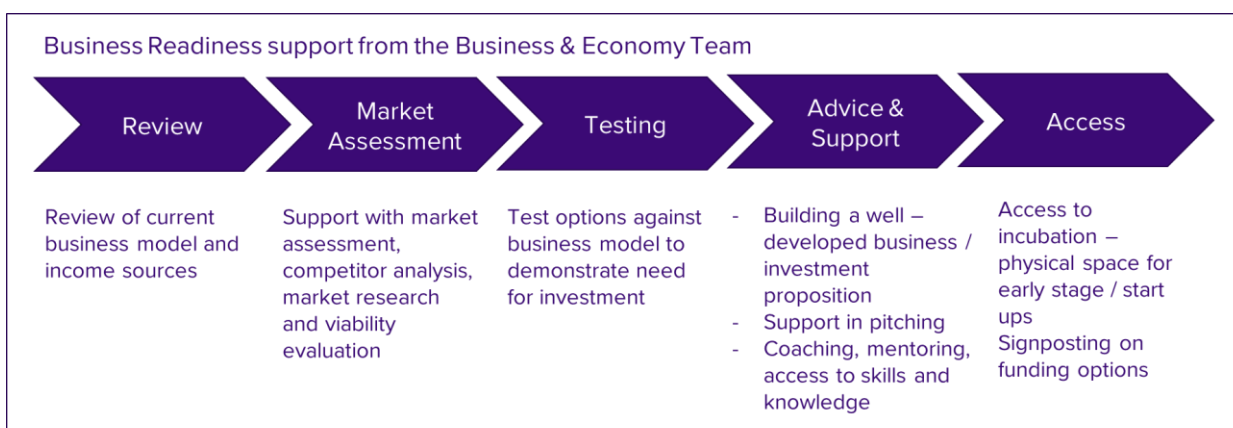 Business Readiness support from the Business & Economy Team
Review
Market
Assessment
Testing
Advice &
Support
Access
Review of current
business model and
income sources
Support with market
assessment,
competitor analysis,
market research
and viability
evaluation
Test options against
business model to
demonstrate need
for investment
- Building a well –
developed business /
investment
proposition
- Support in pitching
- Coaching, mentoring,
access to skills and
knowledge
Access to
incubation –
physical space for
early stage / start
ups
Signposting on
funding options